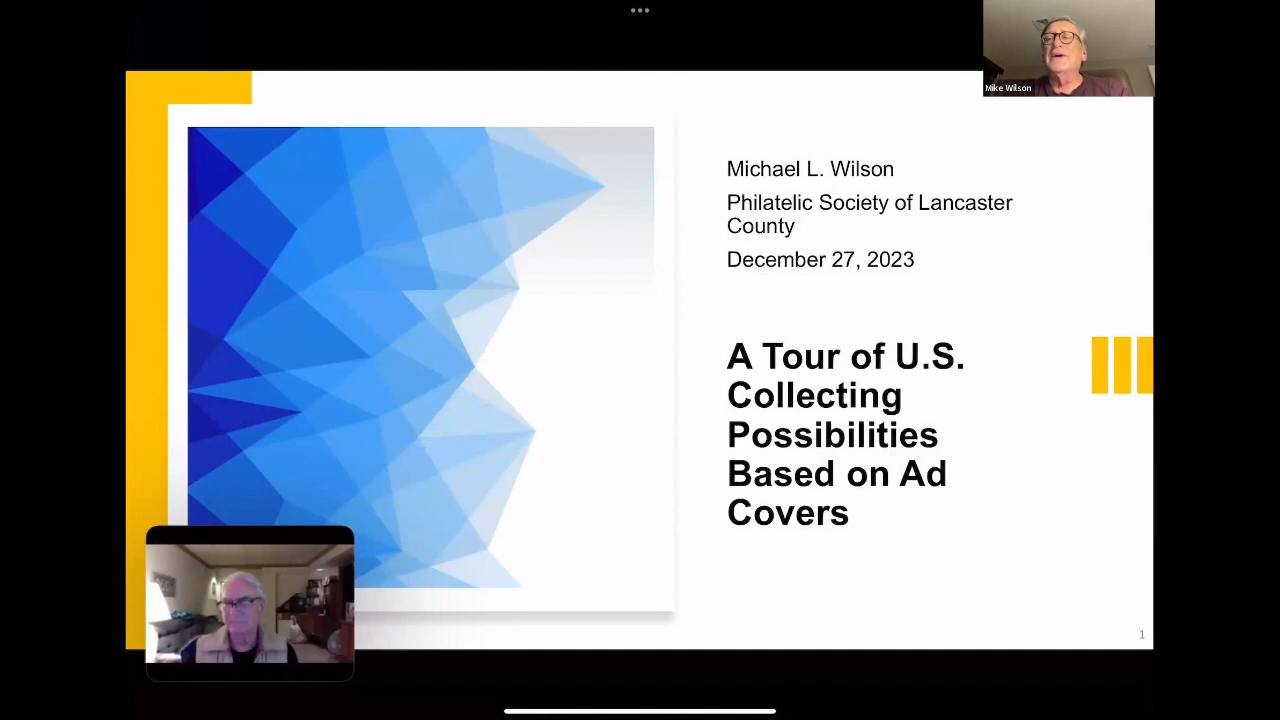 Mike Wilson
Michael L. Wilson
Philatelic Society of Lancaster
County
December 27, 2023
A Tour of U.S.
Collecting
Possibilities
Based on Ad
Covers
1